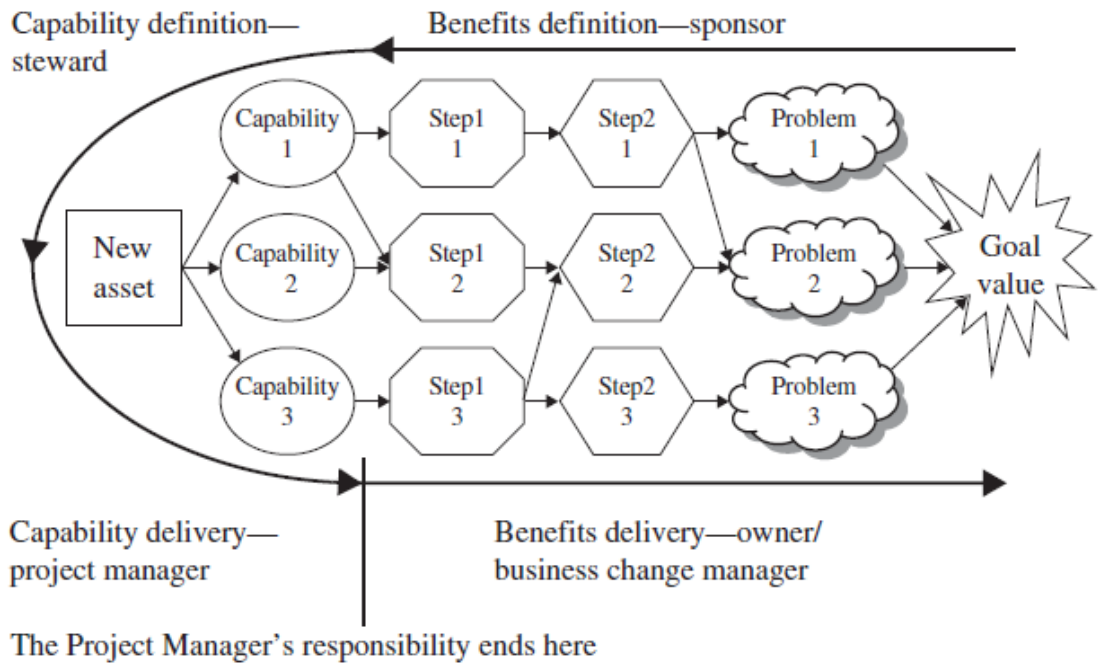 Capability definition—
steward
Benefits definition—sponsor
Capability
1
Step1
1
Step2
1
Problem
1
New
asset
Capability
2
Step1
2
Step2
2
Problem
2
Goal
value
Capability
3
Step1
3
Step2
3
Problem
3
Capability delivery—
project manager
Benefits delivery—owner/
business change manager
The Project Manager’s responsibility ends here